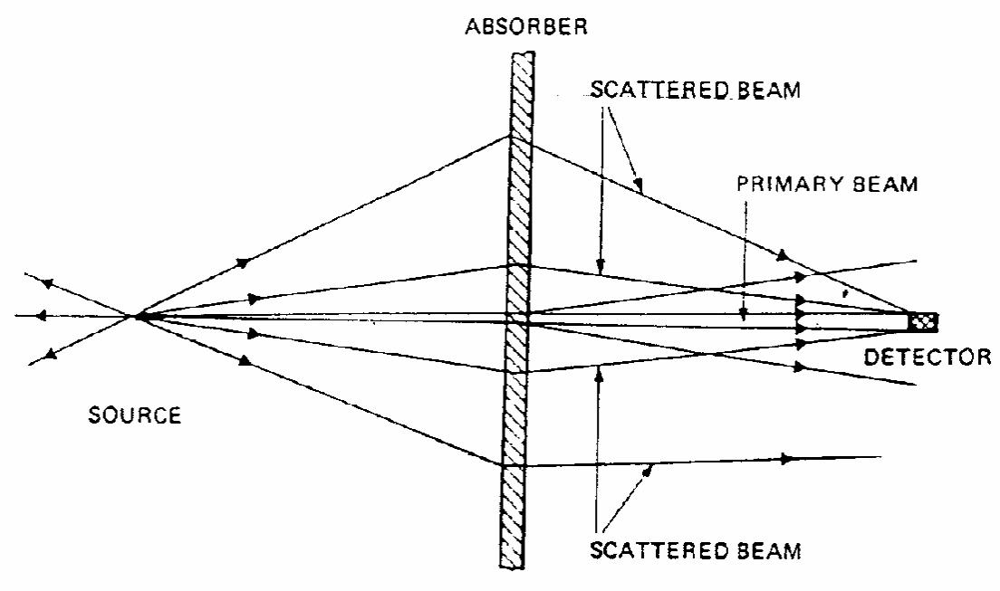 ABSORBER
SCATTERED BEAM
PRIMARY BEAM
DETECTOR
SOURCE
SCATTERED BEAM